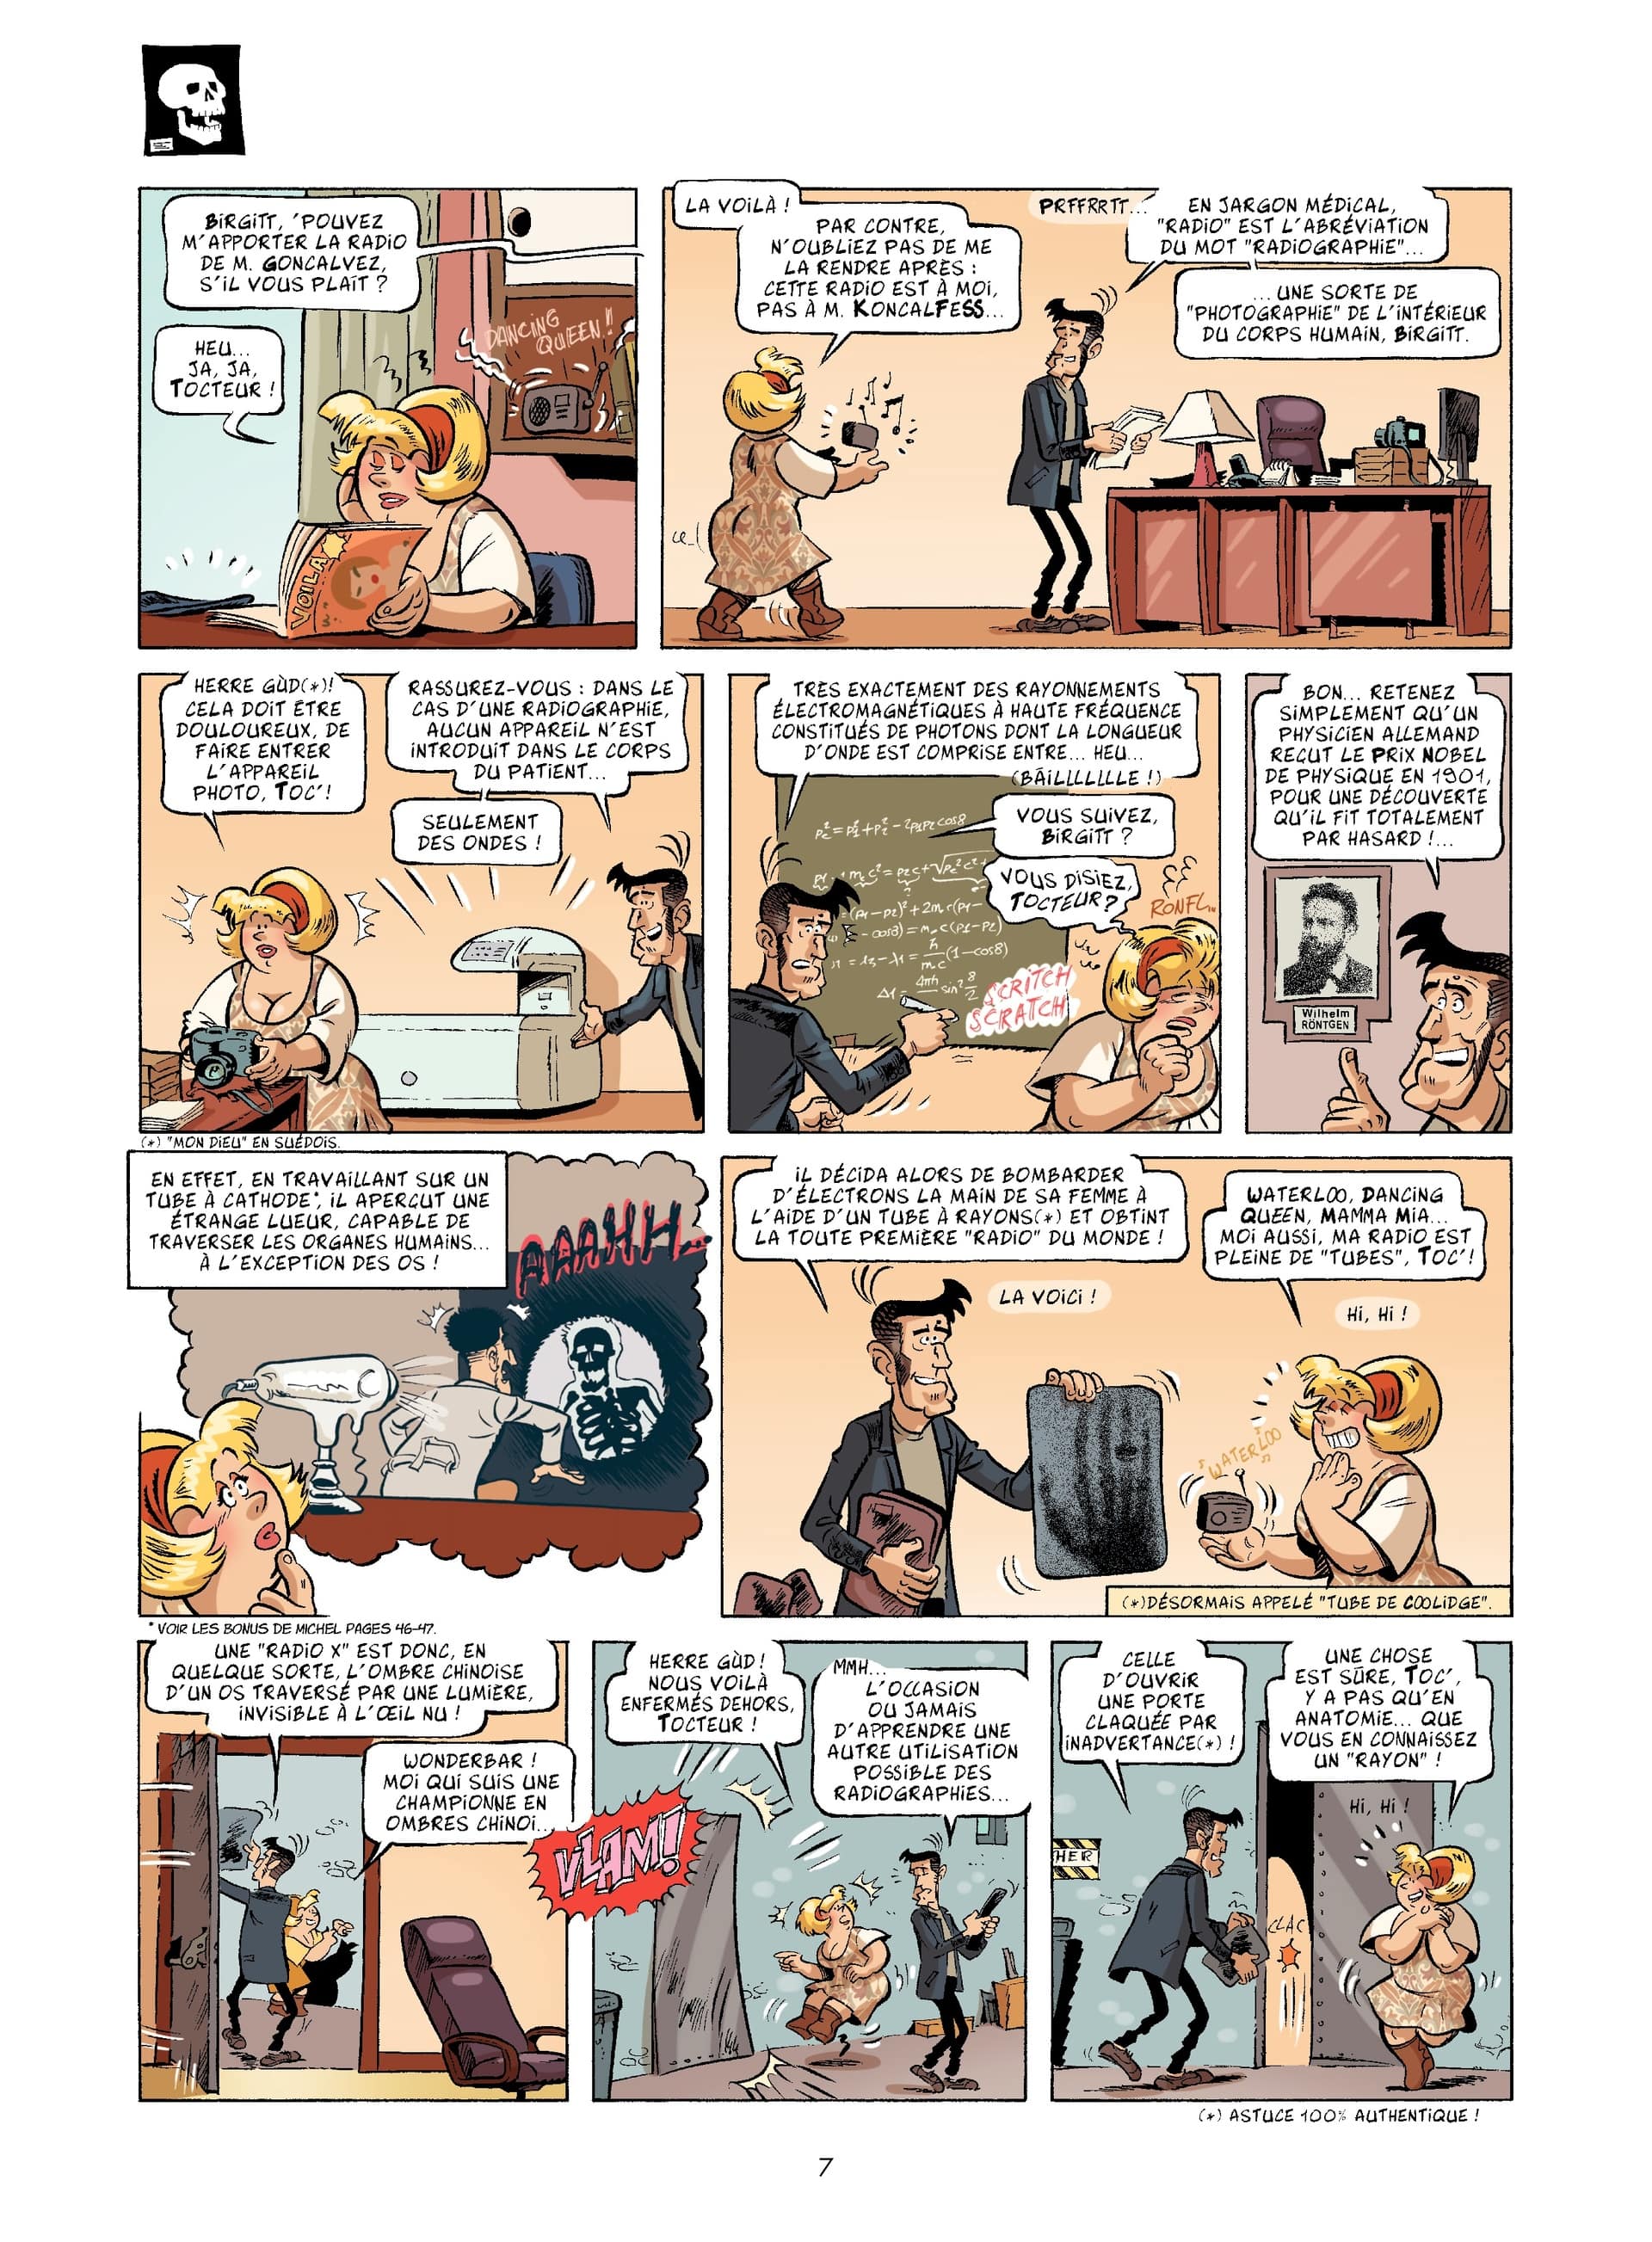 BIRGITT, 'POUVEZ
M'APPORTER LA RADIO
DE M. GONCALVEZ,
S'IL VOUS PLAIT ?
HEU...
JA, JA,
TOCTEUR !
DANCING
QUEEN!!
VOILA
LA VOILÀ !
PAR CONTRE,
N'OUBLIEZ PAS DE ME
LA RENDRE APRÈS :
CETTE RADIO EST À MOI,
PAS À M. KONCALFESS...
PRFFRRTT...
EN JARGON MÉDICAL,
"RADIO" EST L'ABRÉVIATION
DU MOT "RADIOGRAPHIE"...
... UNE SORTE DE
"PHOTOGRAPHIE" DE L'INTÉRIEUR
DU CORPS HUMAIN, BIRGITT.
HERRE GÙD(*)!
CELA DOIT ÊTRE
DOULOUREUX, DE
FAIRE ENTRER
L'APPAREIL
PHOTO, TOC'!
RASSUREZ-VOUS : DANS LE
CAS D'UNE RADIOGRAPHIE,
AUCUN APPAREIL N'EST
INTRODUIT DANS LE CORPS
DU PATIENT...
SEULEMENT
DES ONDES !
(*) "MON DIEU" EN SUÉDOIS.
TRÈS EXACTEMENT DES RAYONNEMENTS
ÉLECTROMAGNÉTIQUES À HAUTE FRÉQUENCE
CONSTITUÉS DE PHOTONS DONT LA LONGUEUR
D'ONDE EST COMPRISE ENTRE... HEU...
(BÂILLLLLLLE !)
VOUS SUIVEZ,
BIRGITT ?
VOUS DISIEZ,
TOCTEUR ?
RONFL...
SCRITCH
SCRATCH
BON... RETENEZ
SIMPLEMENT QU'UN
PHYSICIEN ALLEMAND
REÇUT LE PRIX NOBEL
DE PHYSIQUE EN 1901,
POUR UNE DÉCOUVERTE
QU'IL FIT TOTALEMENT
PAR HASARD !...
Wilhelm
RÖNTGEN
EN EFFET, EN TRAVAILLANT SUR UN
TUBE À CATHODE*, IL APERÇUT UNE
ÉTRANGE LUEUR, CAPABLE DE
TRAVERSER LES ORGANES HUMAINS...
À L'EXCEPTION DES OS !
AAAHH...
* VOIR LES BONUS DE MICHEL PAGES 46-47.
IL DÉCIDA ALORS DE BOMBARDER
D'ÉLECTRONS LA MAIN DE SA FEMME À
L'AIDE D'UN TUBE À RAYONS(*) ET OBTINT
LA TOUTE PREMIÈRE "RADIO" DU MONDE !
LA VOICI !
WATERLOO, DANCING
QUEEN, MAMMA MIA...
MOI AUSSI, MA RADIO EST
PLEINE DE "TUBES", TOC'!
HI, HI !
WATERLOO
(*)DÉSORMAIS APPELÉ "TUBE DE COOLIDGE".
UNE "RADIO X" EST DONC, EN
QUELQUE SORTE, L'OMBRE CHINOISE
D'UN OS TRAVERSÉ PAR UNE LUMIÈRE,
INVISIBLE À L'ŒIL NU !
WONDERBAR !
MOI QUI SUIS UNE
CHAMPIONNE EN
OMBRES CHINOI...
VLAM!
HERRE GÙD !
NOUS VOILÀ
ENFERMÉS DEHORS,
TOCTEUR !
MMH...
L'OCCASION
OU JAMAIS
D'APPRENDRE UNE
AUTRE UTILISATION
POSSIBLE DES
RADIOGRAPHIES...
CELLE
D'OUVRIR
UNE PORTE
CLAQUÉE PAR
INADVERTANCE(*) !
UNE CHOSE
EST SÛRE, TOC',
Y A PAS QU'EN
ANATOMIE... QUE
VOUS EN CONNAISSEZ
UN "RAYON" !
HI, HI !
HER
CLAC
(*) ASTUCE 100% AUTHENTIQUE !
7